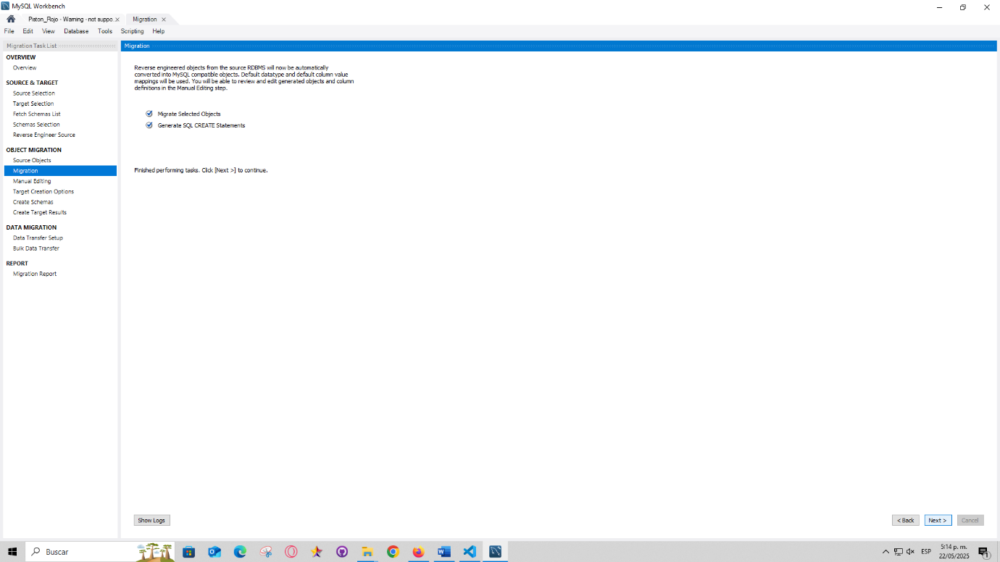 MySQL Workbench
Piston_Rojo - Warning - not suppo...
Migration
File Edit View Database Tools Scripting Help
Migration Task List
OVERVIEW
Overview
SOURCE & TARGET
Source Selection
Target Selection
Fetch Schemas List
Schemas Selection
Reverse Engineer Source
OBJECT MIGRATION
Source Objects
Migration
Manual Editing
Target Creation Options
Create Schemas
Create Target Results
DATA MIGRATION
Data Transfer Setup
Bulk Data Transfer
REPORT
Migration Report
Migration
Reverse engineered objects from the source RDBMS will now be automatically
converted into MySQL compatible objects. Default datatype and default column value
mappings will be used. You will be able to review and edit generated objects and column
definitions in the Manual Editing step.
Migrate Selected Objects
Generate SQL CREATE Statements
Finished performing tasks. Click [Next >] to continue.
Show Logs
< Back
Next >
Cancel
Buscar
ESP
5:14 p. m.
22/05/2025
1